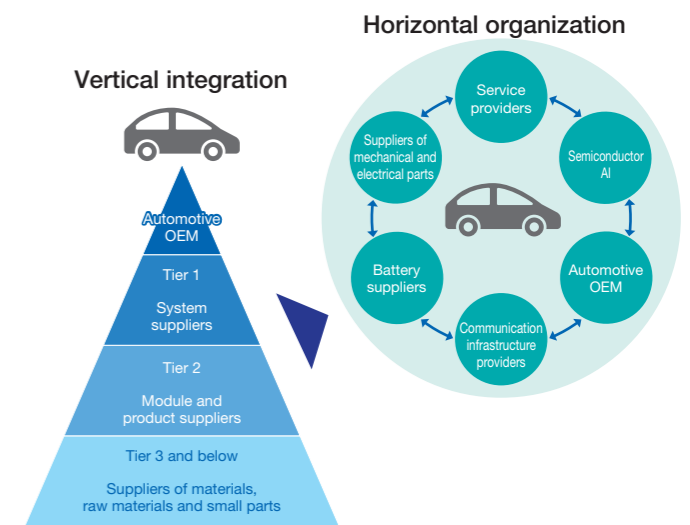 Horizontal organization
Vertical integration
Automotive
OEM
Tier 1
System
suppliers
Tier 2
Module and
product suppliers
Tier 3 and below
Suppliers of materials,
raw materials and small parts
Service
providers
Semiconductor
AI
Automotive
OEM
Communication
infrastructure
providers
Battery
suppliers
Suppliers of
mechanical and
electrical parts